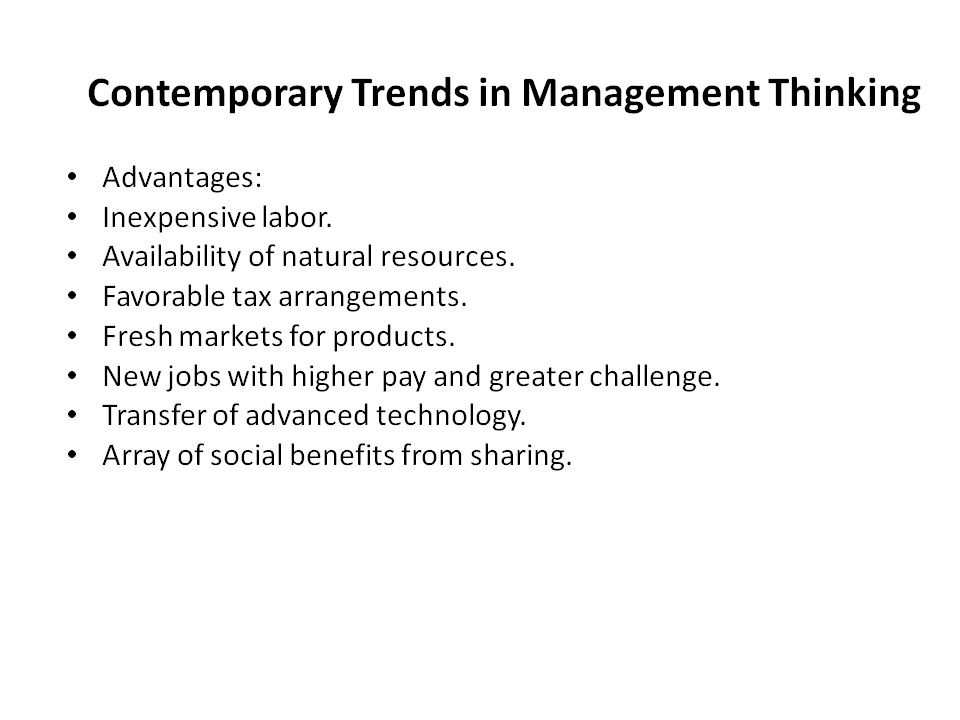 Contemporary Trends in Management Thinking
• Advantages:
• Inexpensive labor.
• Availability of natural resources.
• Favorable tax arrangements.
• Fresh markets for products.
• New jobs with higher pay and greater challenge.
• Transfer of advanced technology.
• Array of social benefits from sharing.